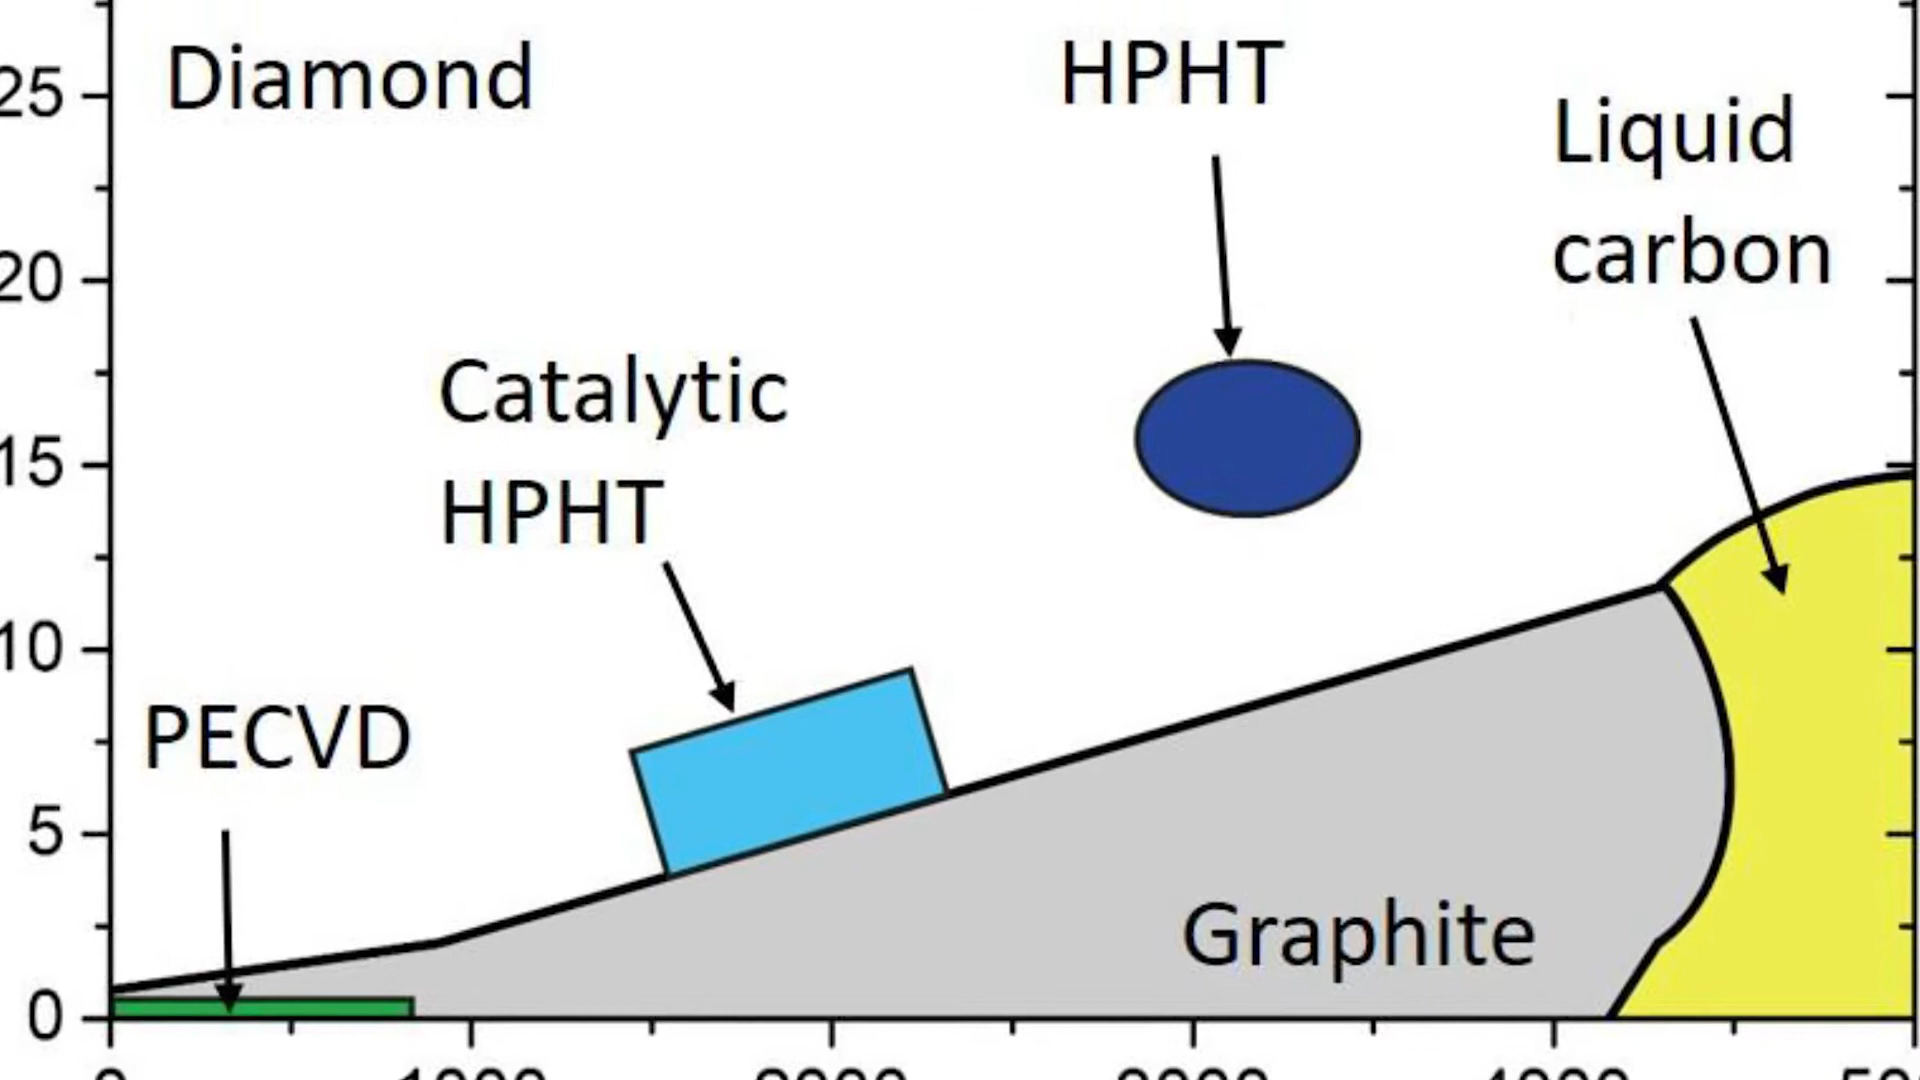 Diamond
HPHT
Liquid
carbon
Catalytic
HPHT
PECVD
Graphite
25
20
15
10
5
0